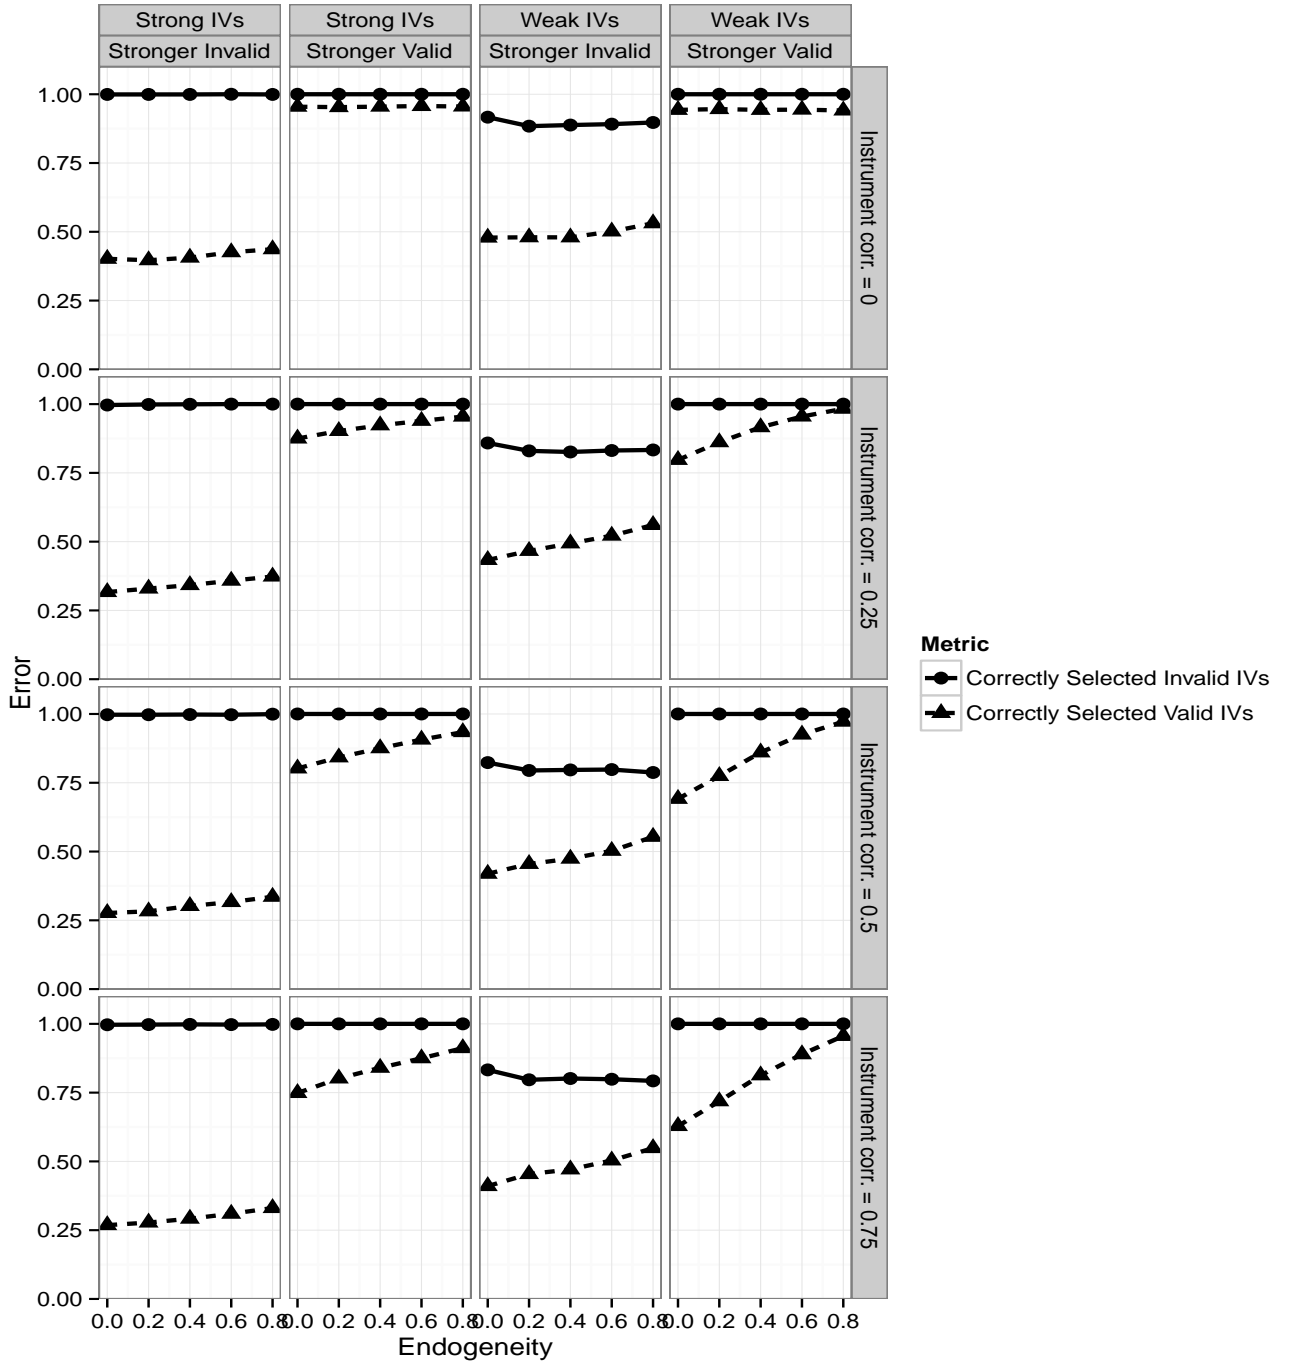 Strong IVs Strong IVs Weak IVs Weak IVs
Stronger Invalid Stronger Valid Stronger Invalid Stronger Valid
1.00
0.75
0.50
0.25
0.00
Instrument corr. = 0
1.00
0.75
0.50
0.25
0.00
Instrument corr. = 0.25
1.00
0.75
0.50
0.25
0.00
Instrument corr. = 0.5
1.00
0.75
0.50
0.25
0.00
Instrument corr. = 0.75
Error
0.0 0.2 0.4 0.6 0.8 0.0 0.2 0.4 0.6 0.8 0.0 0.2 0.4 0.6 0.8 0.0 0.2 0.4 0.6 0.8
Endogeneity
Metric
Correctly Selected Invalid IVs
Correctly Selected Valid IVs